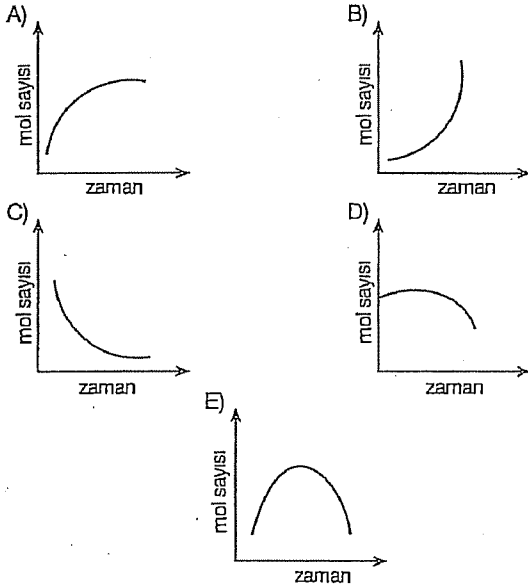 A)
mol sayısı
zaman
B)
mol sayısı
zaman
C)
mol sayısı
zaman
D)
mol sayısı
zaman
E)
mol sayısı
zaman